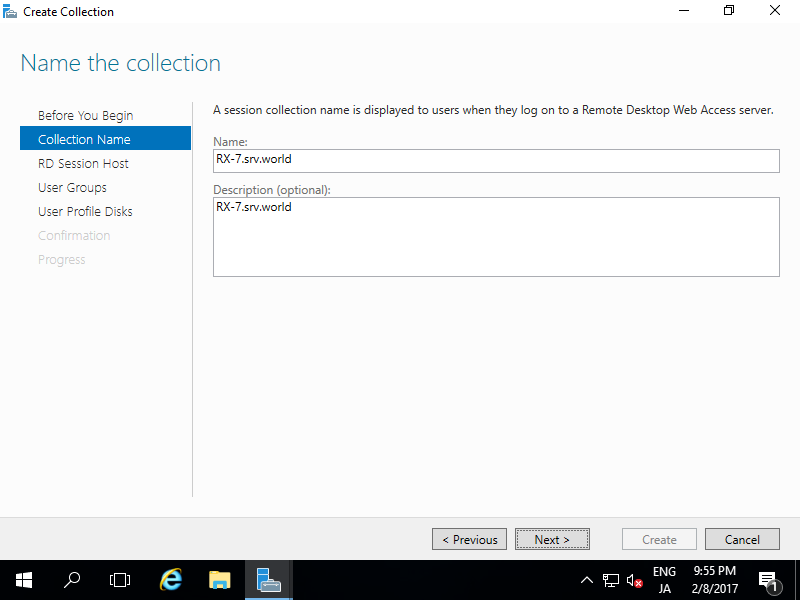 Create Collection
Name the collection
Before You Begin
Collection Name
RD Session Host
User Groups
User Profile Disks
Confirmation
Progress
A session collection name is displayed to users when they log on to a Remote Desktop Web Access server.
Name:
RX-7.srv.world
Description (optional):
RX-7.srv.world
< Previous
Next >
Create
Cancel
ENG
JA
9:55 PM
2/8/2017
1